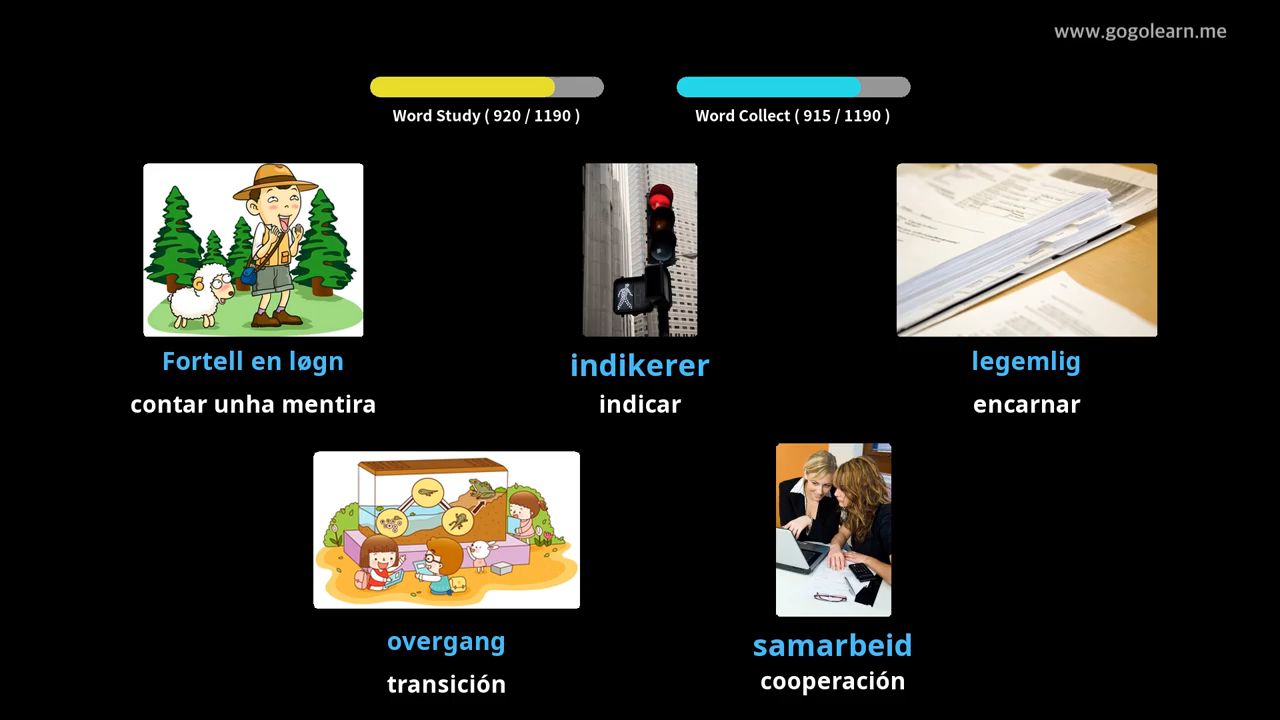 www.gogolearn.me
Word Study ( 920 / 1190 )
Word Collect ( 915 / 1190 )
Fortell en løgn
contar unha mentira
indikerer
indicar
legemlig
encarnar
overgang
transición
samarbeid
cooperación